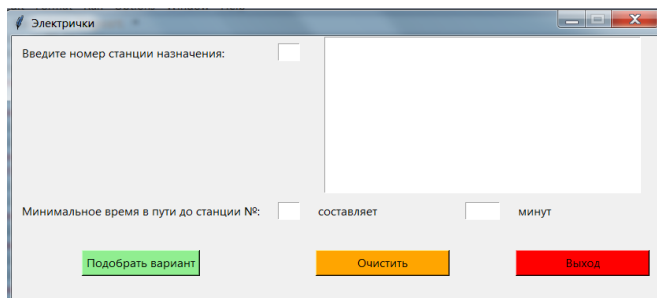 Электрички
Введите номер станции назначения:
Минимальное время в пути до станции №: составляет минут
Подобрать вариант Очистить Выход